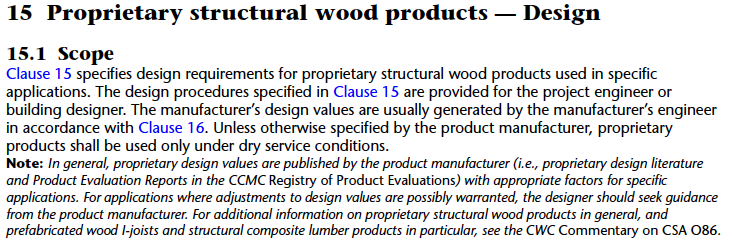 15 Proprietary structural wood products — Design
15.1 Scope
Clause 15 specifies design requirements for proprietary structural wood products used in specific
applications. The design procedures specified in Clause 15 are provided for the project engineer or
building designer. The manufacturer’s design values are usually generated by the manufacturer’s engineer
in accordance with Clause 16. Unless otherwise specified by the product manufacturer, proprietary
products shall be used only under dry service conditions.
Note: In general, proprietary design values are published by the product manufacturer (i.e., proprietary design literature
and Product Evaluation Reports in the CCMC Registry of Product Evaluations) with appropriate factors for specific
applications. For applications where adjustments to design values are possibly warranted, the designer should seek guidance
from the product manufacturer. For additional information on proprietary structural wood products in general, and
prefabricated wood I-joists and structural composite lumber products in particular, see the CWC Commentary on CSA O86.